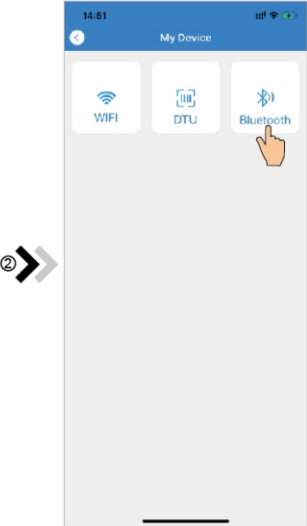 14:51
My Device
WIFI
DTU
Bluetooth
②